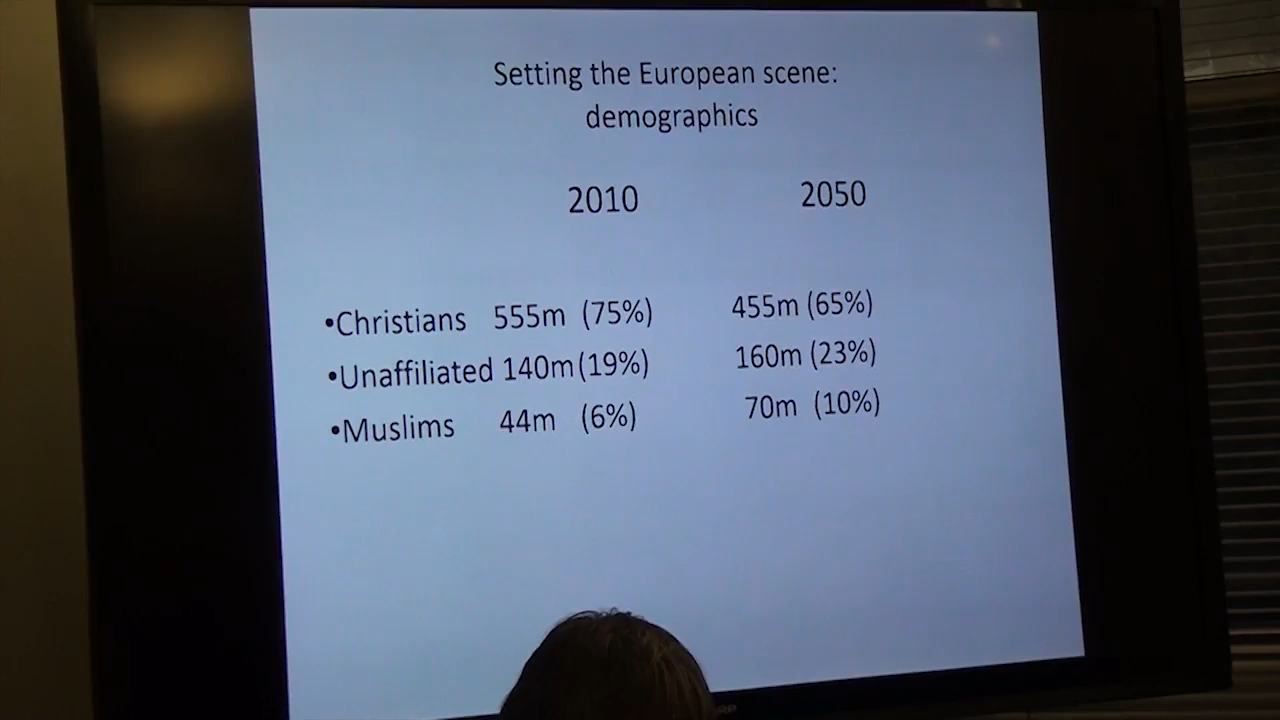 Setting the European scene:
demographics
2010 2050
•Christians 555m (75%) 455m (65%)
•Unaffiliated 140m(19%) 160m (23%)
•Muslims 44m (6%) 70m (10%)